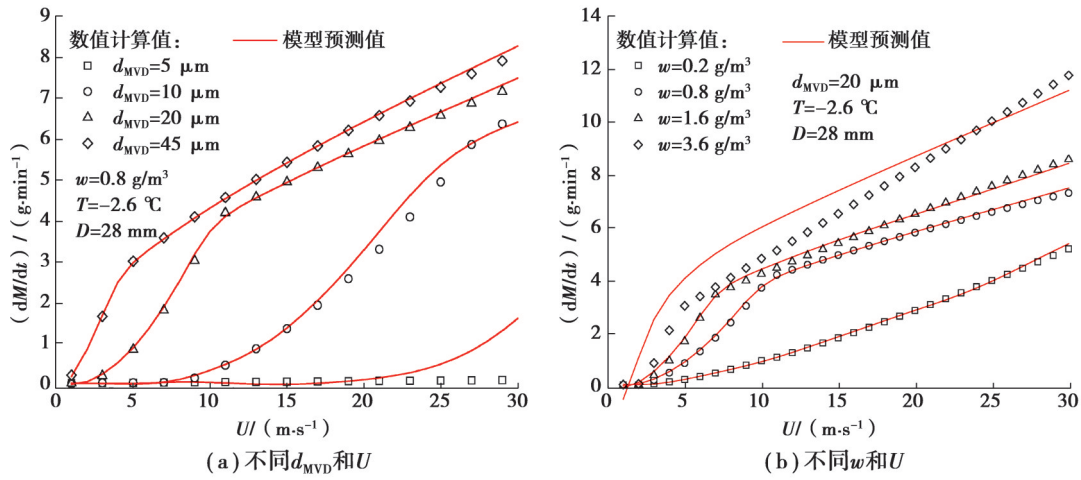 (a)
9
8
7
6
5
4
3
2
1
0
(dM/dt)/(g·min⁻¹)
数值计算值： 模型预测值
d_MVD=5 μm
d_MVD=10 μm
d_MVD=20 μm
d_MVD=45 μm
w=0.8 g/m³
T=−2.6 ℃
D=28 mm
0 5 10 15 20 25 30
U/(m·s⁻¹)
(a)不同d_MVD和U
(b)
14
12
10
8
6
4
2
0
(dM/dt)/(g·min⁻¹)
数值计算值： 模型预测值
w=0.2 g/m³
w=0.8 g/m³
w=1.6 g/m³
w=3.6 g/m³
d_MVD=20 μm
T=−2.6 ℃
D=28 mm
0 5 10 15 20 25 30
U/(m·s⁻¹)
(b)不同w和U